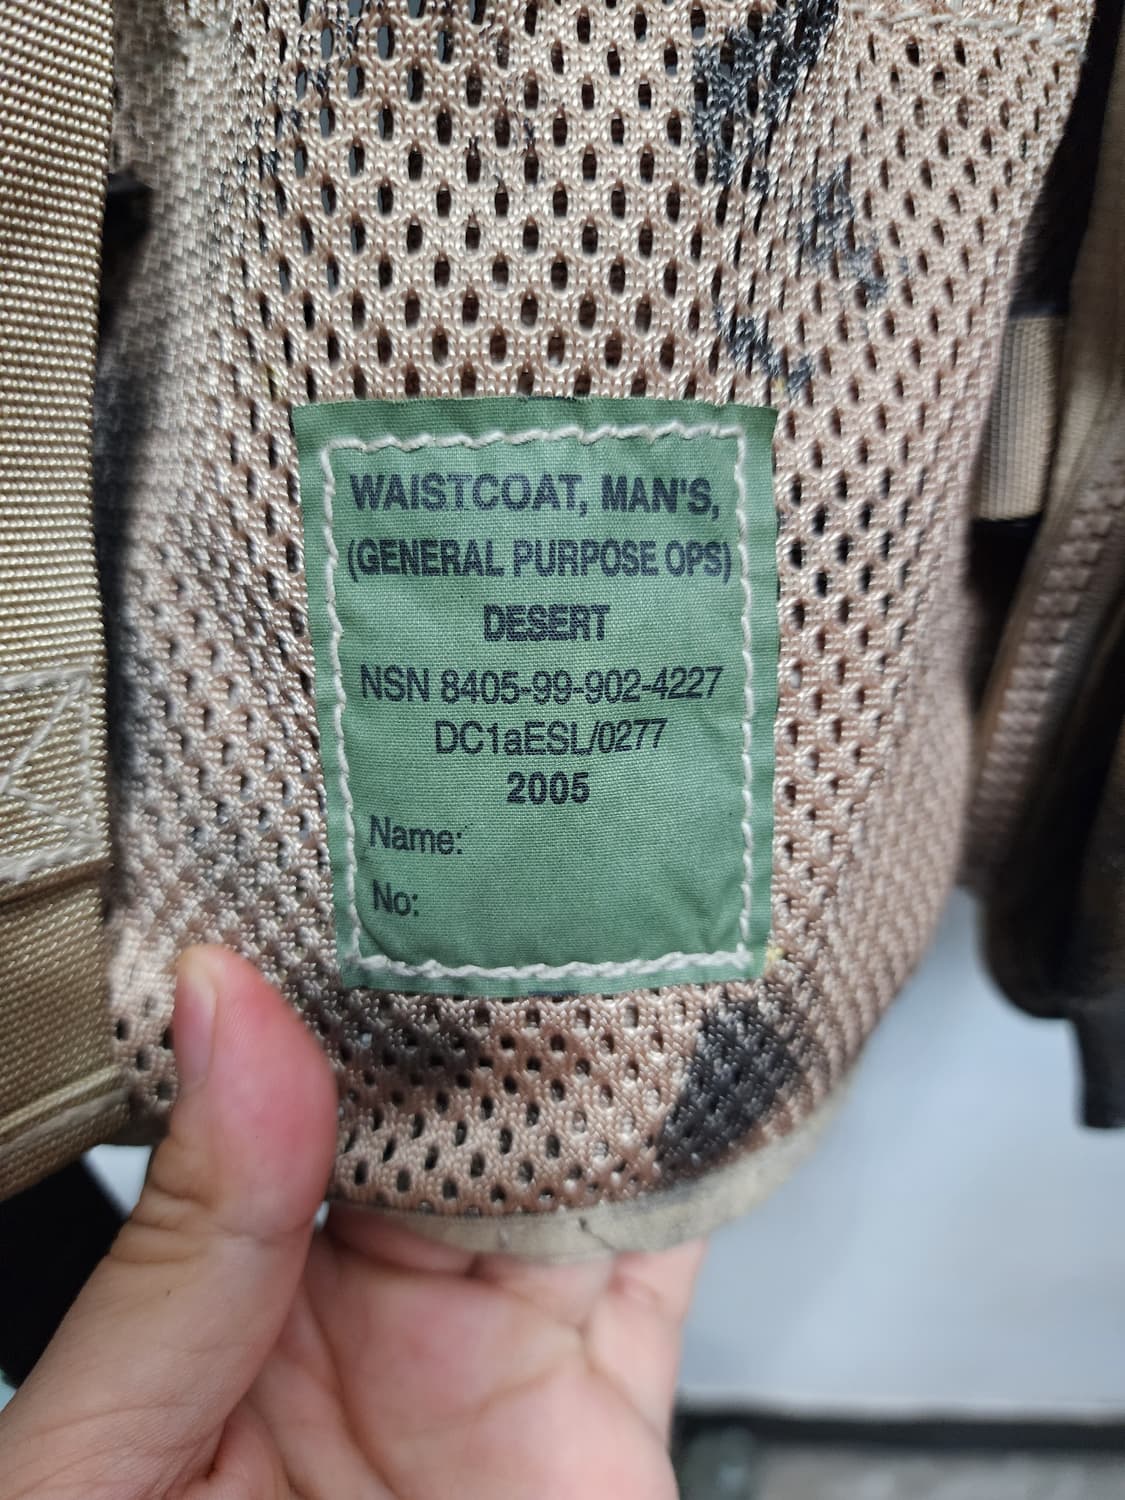 WAISTCOAT, MAN'S,
(GENERAL PURPOSE OPS)
DESERT
NSN 8405-99-902-4227
DC1aESL/0277
2005
Name:
No: